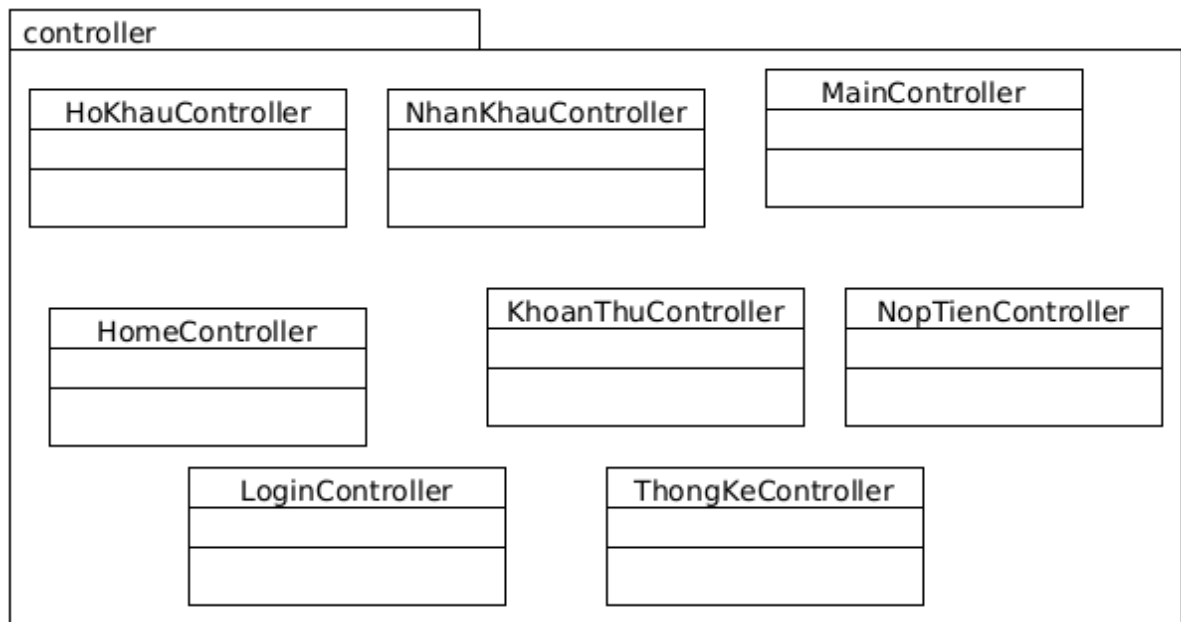 controller
HoKhauController
NhanKhauController
MainController
HomeController
KhoanThuController
NopTienController
LoginController
ThongKeController